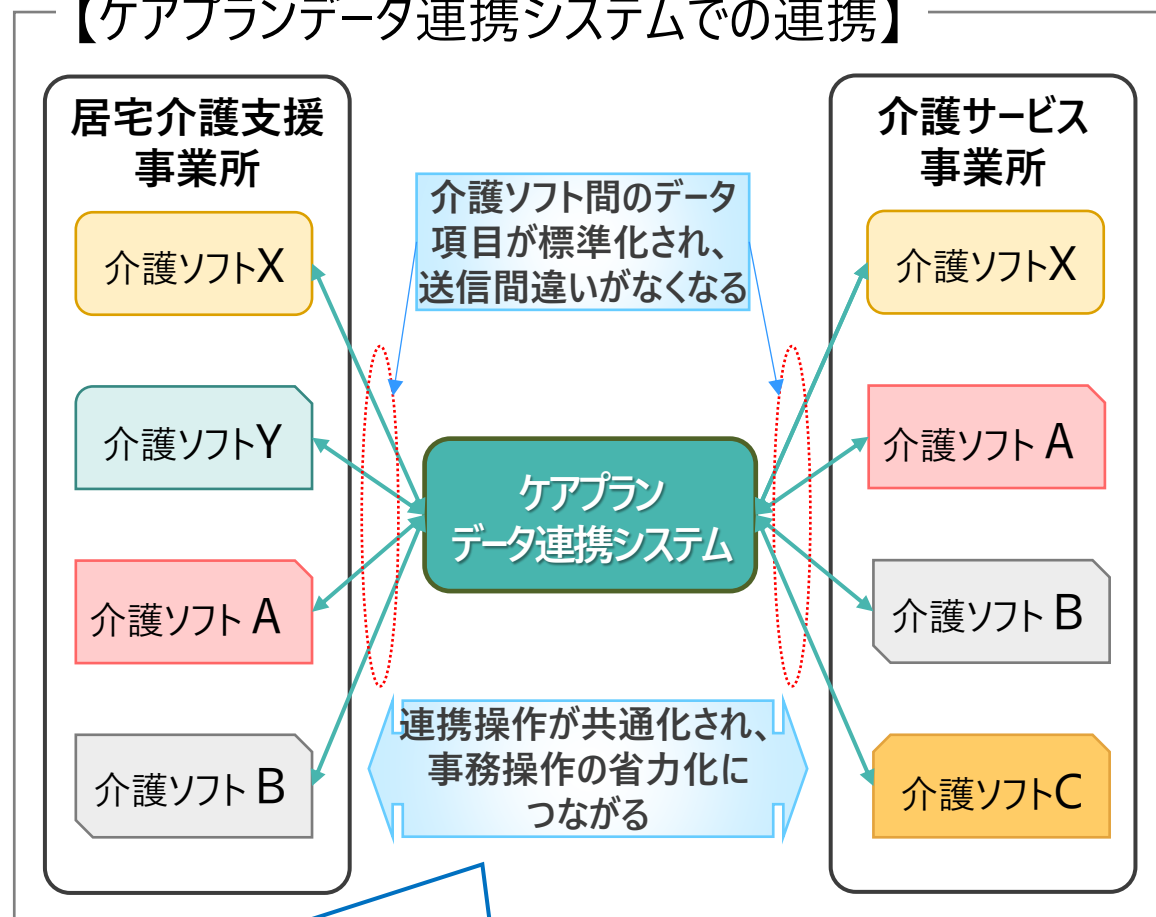 【ケアプランデータ連携システムでの連携】
居宅介護支援
事業所
介護ソフトX
介護ソフトY
介護ソフト A
介護ソフト B
介護ソフト間のデータ
項目が標準化され、
送信間違いがなくなる
ケアプラン
データ連携システム
連携操作が共通化され、
事務操作の省力化に
つながる
介護サービス
事業所
介護ソフトX
介護ソフト A
介護ソフト B
介護ソフトC